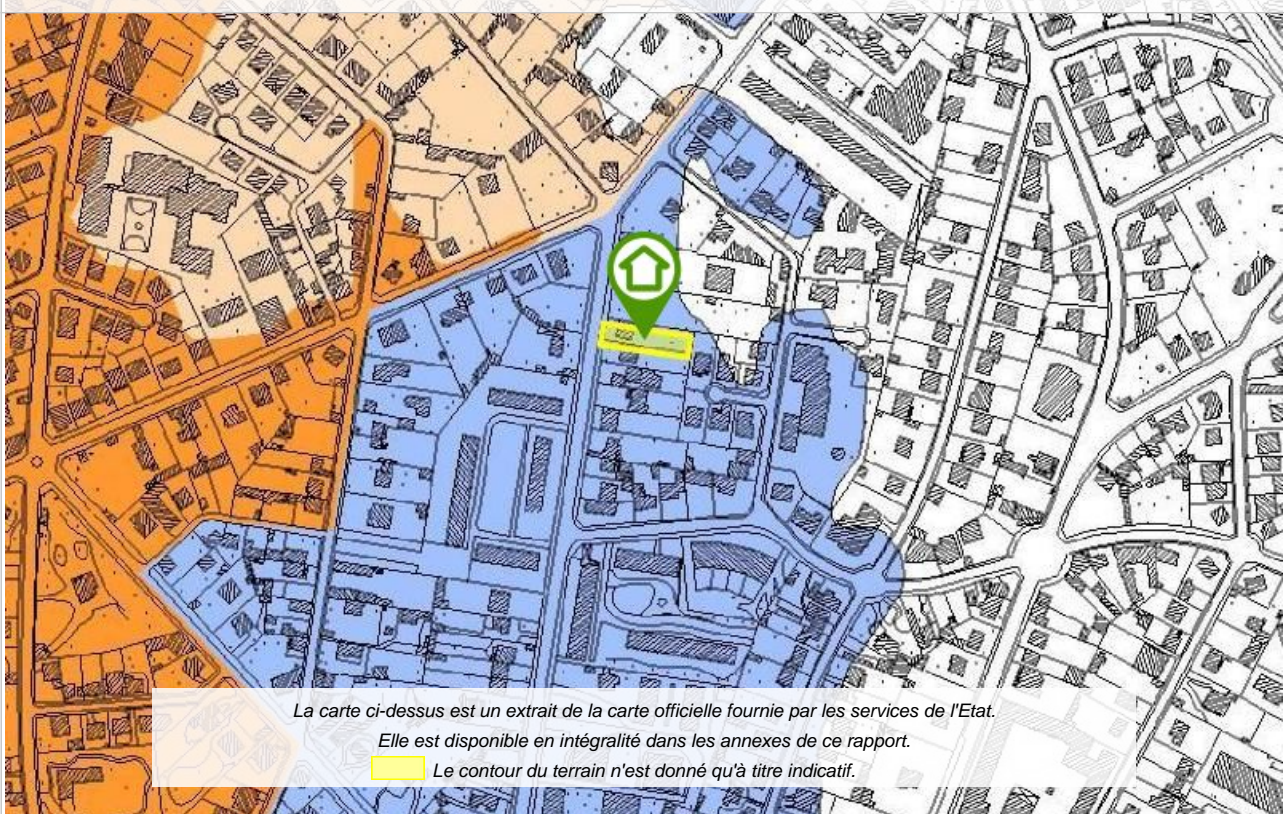 La carte ci-dessus est un extrait de la carte officielle fournie par les services de l'Etat.
Elle est disponible en intégralité dans les annexes de ce rapport.
Le contour du terrain n'est donné qu'à titre indicatif.